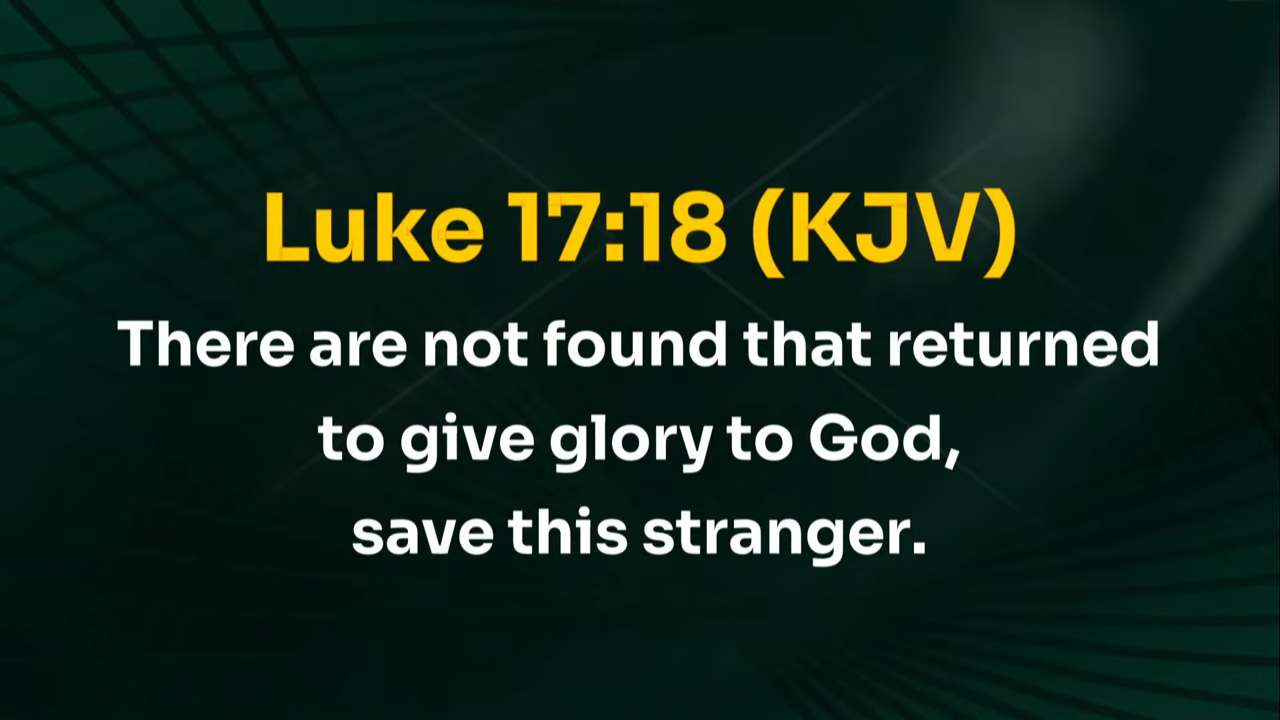 Luke 17:18 (KJV)
There are not found that returned
to give glory to God,
save this stranger.